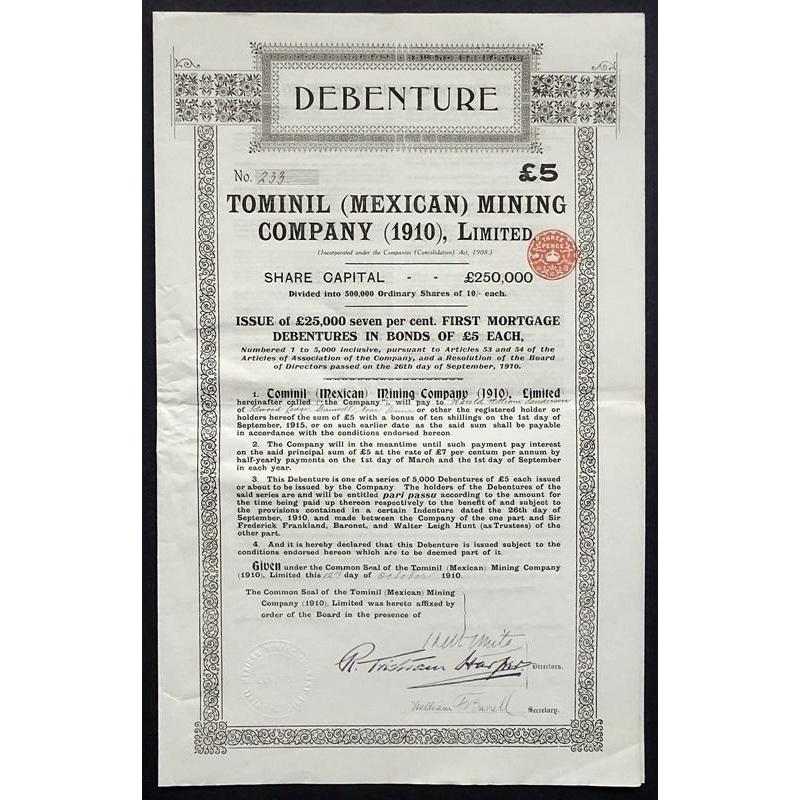 DEBENTURE
No. 233
£5
TOMINIL (MEXICAN) MINING
COMPANY (1910), LIMITED
THREE PENCE
(Incorporated under the Companies (Consolidation) Act, 1908.)
SHARE CAPITAL - - £250,000
Divided into 500,000 Ordinary Shares of 10/- each.
ISSUE of £25,000 seven per cent. FIRST MORTGAGE
DEBENTURES IN BONDS OF £5 EACH,
Numbered 1 to 5,000 inclusive, pursuant to Articles 53 and 54 of the
Articles of Association of the Company, and a Resolution of the Board
of Directors passed on the 26th day of September, 1910.
1. Tominil (Mexican) Mining Company (1910), Limited
hereinafter called ("the Company"), will pay to Harold William
of Lodge near or other the registered holder or
holders hereof the sum of £5 with a bonus of ten shillings on the 1st day of
September, 1915, or on such earlier date as the said sum shall be payable
in accordance with the conditions endorsed hereon.
2. The Company will in the meantime until such payment pay interest
on the said principal sum of £5 at the rate of £7 per centum per annum by
half-yearly payments on the 1st day of March and the 1st day of September
in each year.
3. This Debenture is one of a series of 5,000 Debentures of £5 each issued
or about to be issued by the Company. The holders of the Debentures of the
said series are and will be entitled pari passu according to the amount for
the time being paid up thereon respectively to the benefit of and subject to
the provisions contained in a certain Indenture dated the 26th day of
September, 1910, and made between the Company of the one part and Sir
Frederick Frankland, Baronet, and Walter Leigh Hunt (as Trustees) of the
other part.
4. And it is hereby declared that this Debenture is issued subject to the
conditions endorsed hereon which are to be deemed part of it.
Given under the Common Seal of the Tominil (Mexican) Mining Company
(1910), Limited this 12th day of October 1910.
The Common Seal of the Tominil (Mexican) Mining
Company (1910), Limited was hereto affixed by
order of the Board in the presence of
R. Harper Directors.
William Secretary.